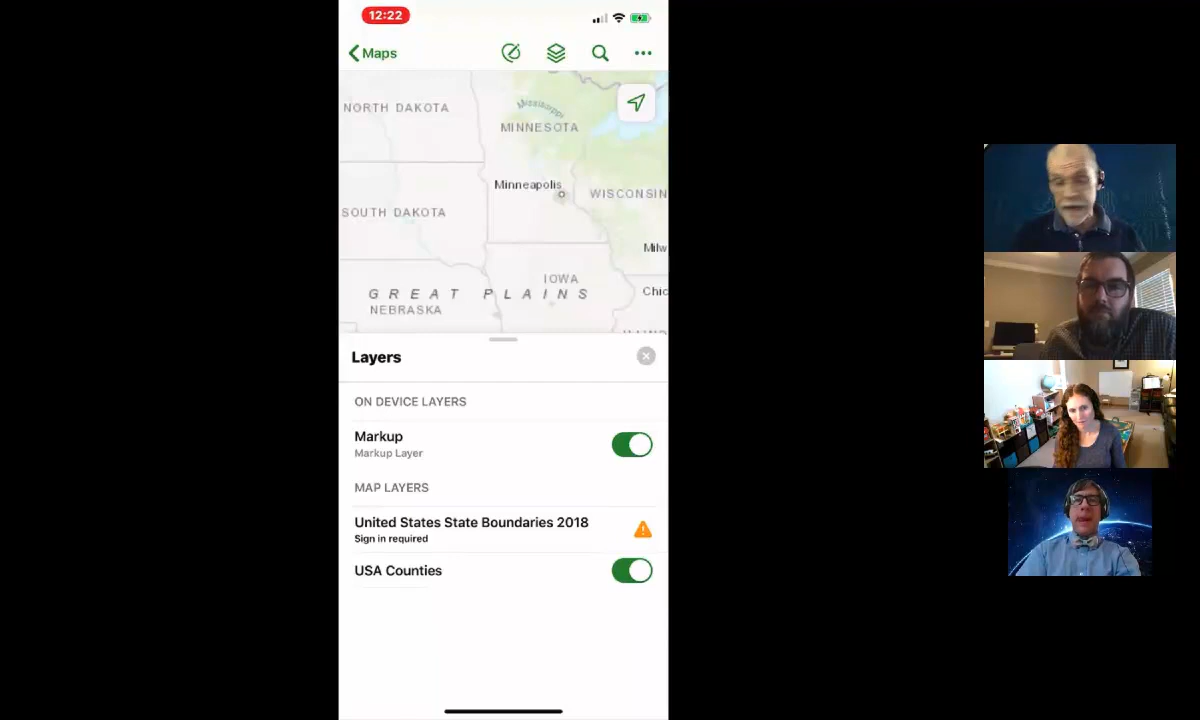 12:22
Maps
NORTH DAKOTA
Mississippi
MINNESOTA
Minneapolis
WISCONSIN
SOUTH DAKOTA
Milw
IOWA
GREAT PLAINS
Chic
NEBRASKA
Layers
ON DEVICE LAYERS
Markup
Markup Layer
MAP LAYERS
United States State Boundaries 2018
Sign in required
USA Counties